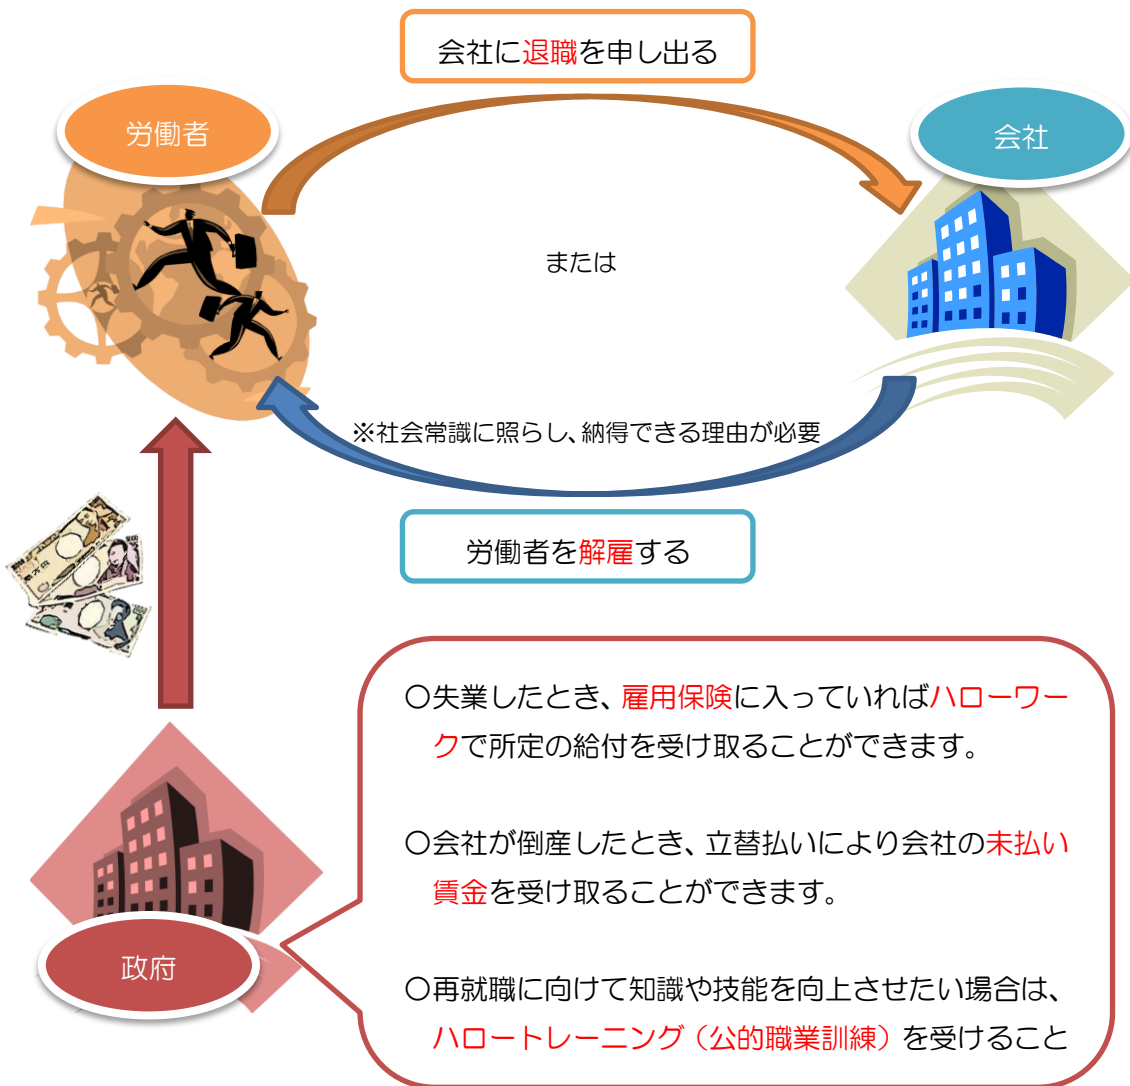 会社に退職を申し出る
労働者
会社
または
※社会常識に照らし、納得できる理由が必要
労働者を解雇する
〇失業したとき、雇用保険に入っていればハローワー
クで所定の給付を受け取ることができます。
〇会社が倒産したとき、立替払いにより会社の未払い
賃金を受け取ることができます。
政府
〇再就職に向けて知識や技能を向上させたい場合は、
ハロートレーニング（公的職業訓練）を受けること